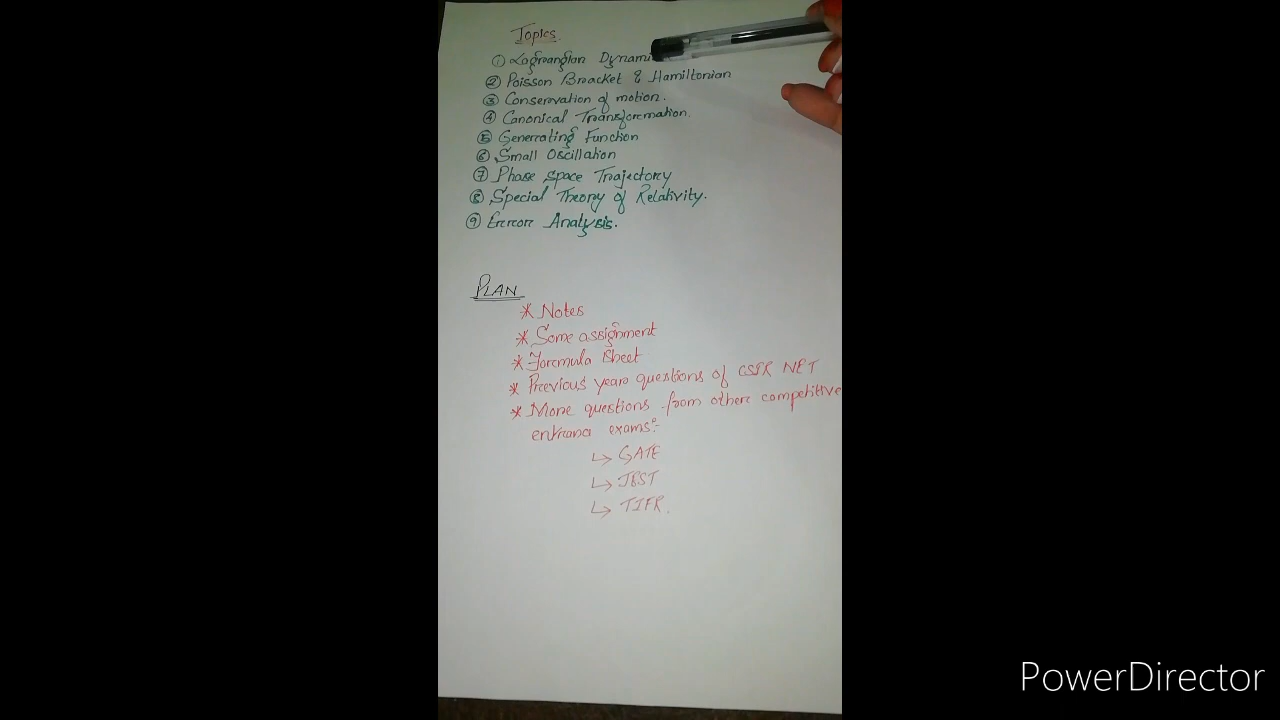 Topics.
① Lagrangian Dynami
② Poisson Bracket & Hamiltonian
③ Conservation of motion.
④ Canonical Transformation.
⑤ Generating Function
⑥ Small Oscillation
⑦ Phase space Trajectory
⑧ Special Theory of Relativity.
⑨ Error Analysis.
PLAN
* Notes
* Some assignment
* Formula Sheet
* Previous year questions of CSIR NET
* More questions from other competitive
entrance exams:-
↳ GATE
↳ JEST
↳ TIFR.
PowerDirector